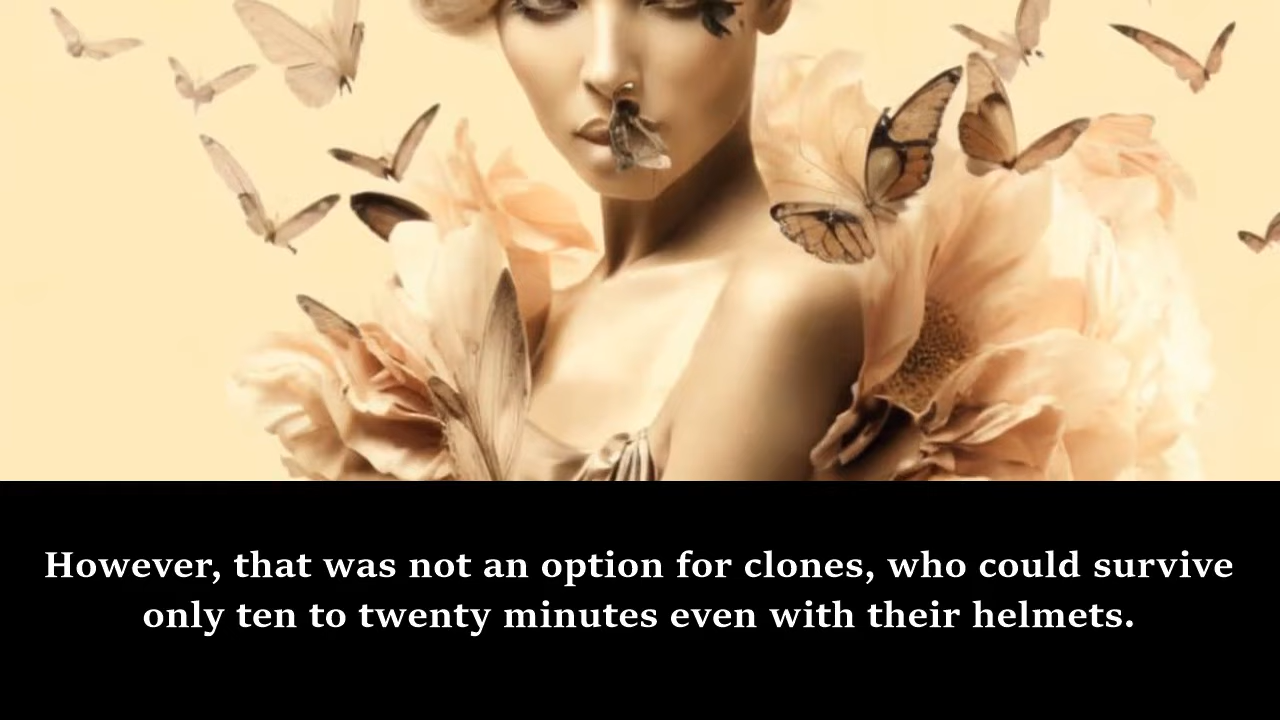 However, that was not an option for clones, who could survive
only ten to twenty minutes even with their helmets.